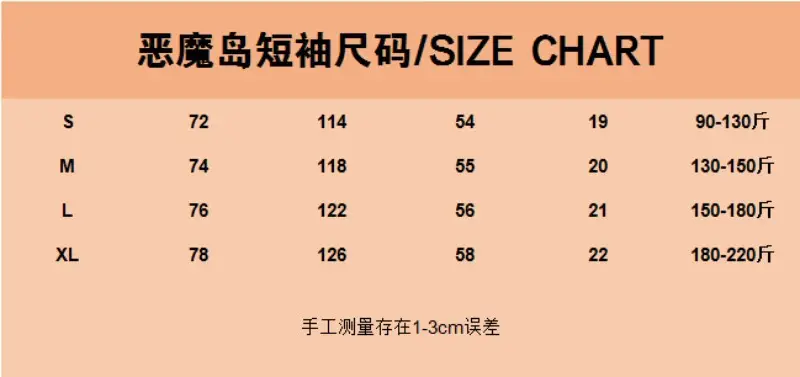 恶魔岛短袖尺码/SIZE CHART
S 72 114 54 19 90-130斤
M 74 118 55 20 130-150斤
L 76 122 56 21 150-180斤
XL 78 126 58 22 180-220斤
手工测量存在1-3cm误差